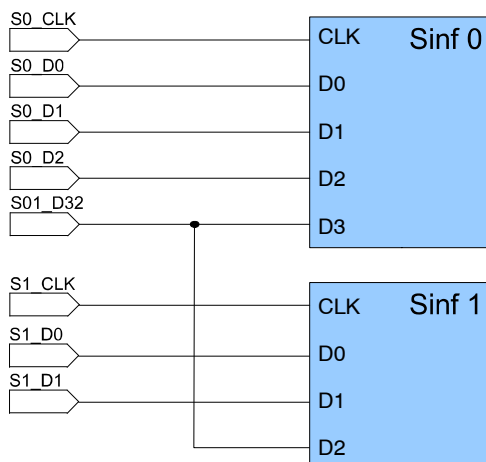 S0_CLK
CLK
Sinf 0
S0_D0
D0
S0_D1
D1
S0_D2
D2
S01_D32
D3
S1_CLK
CLK
Sinf 1
S1_D0
D0
S1_D1
D1
D2